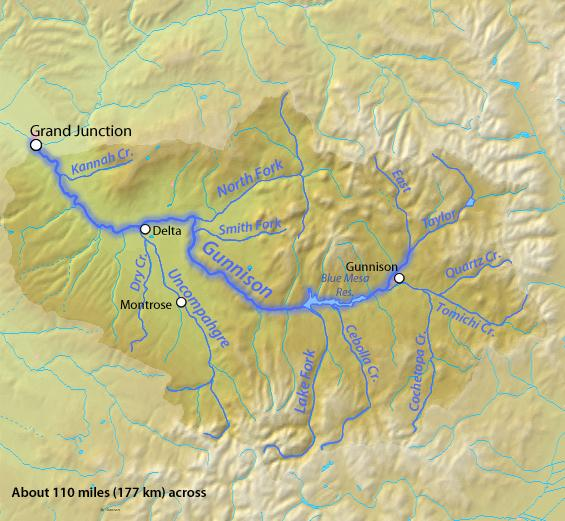 Grand Junction
Kannah Cr.
North Fork
East
Taylor
Smith Fork
Delta
Gunnison
Gunnison
Quartz Cr.
Blue Mesa
Res.
Dry Cr.
Uncompahgre
Montrose
Tomichi Cr.
Cebolla Cr.
Cochetopa Cr.
Lake Fork
About 110 miles (177 km) across